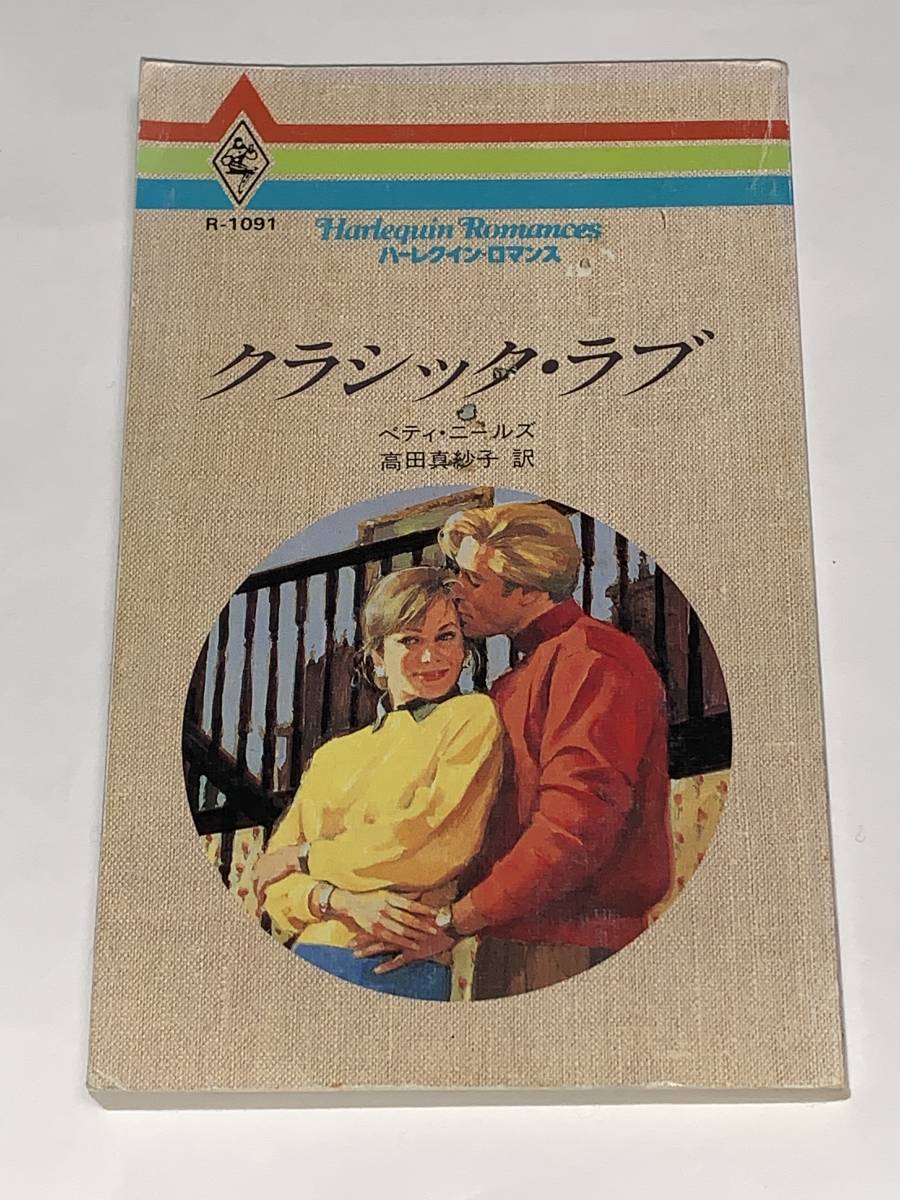 R-1091
Harlequin Romances
ハーレクイン・ロマンス
クラシック・ラブ
ベティ・ニールズ
高田真紗子 訳